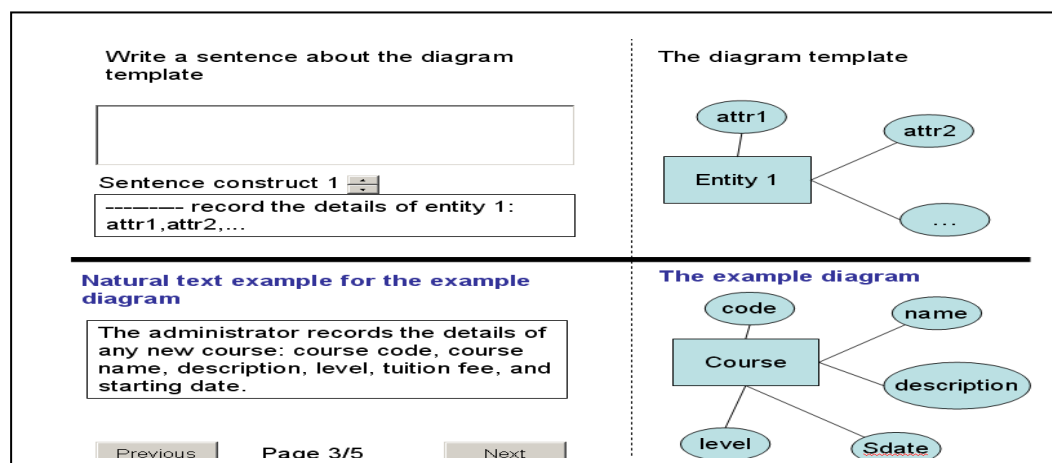 Write a sentence about the diagram
template
Sentence construct 1
--------- record the details of entity 1:
attr1,attr2,...
The diagram template
attr1
attr2
Entity 1
...
Natural text example for the example
diagram
The administrator records the details of
any new course: course code, course
name, description, level, tuition fee, and
starting date.
Previous
Page 3/5
Next
The example diagram
code
name
Course
description
level
Sdate